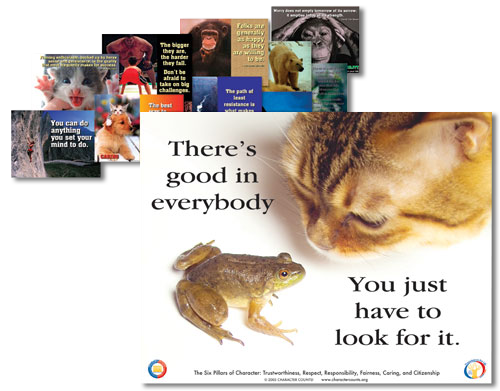 Worry does not empty tomorrow of its sorrow.
It empties today of its strength.
Folks are
generally
as happy
as they
are willing
to be.
The bigger
they are,
the harder
they fall.
Don't be
afraid to
take on big
challenges.
The best
The path of
least
resistance is
what makes
You can do
anything
you set your
mind to do.
There's
good in
everybody
You just
have to
look for it.
The Six Pillars of Character: Trustworthiness, Respect, Responsibility, Fairness, Caring, and Citizenship
© 2002 CHARACTER COUNTS! www.charactercounts.org